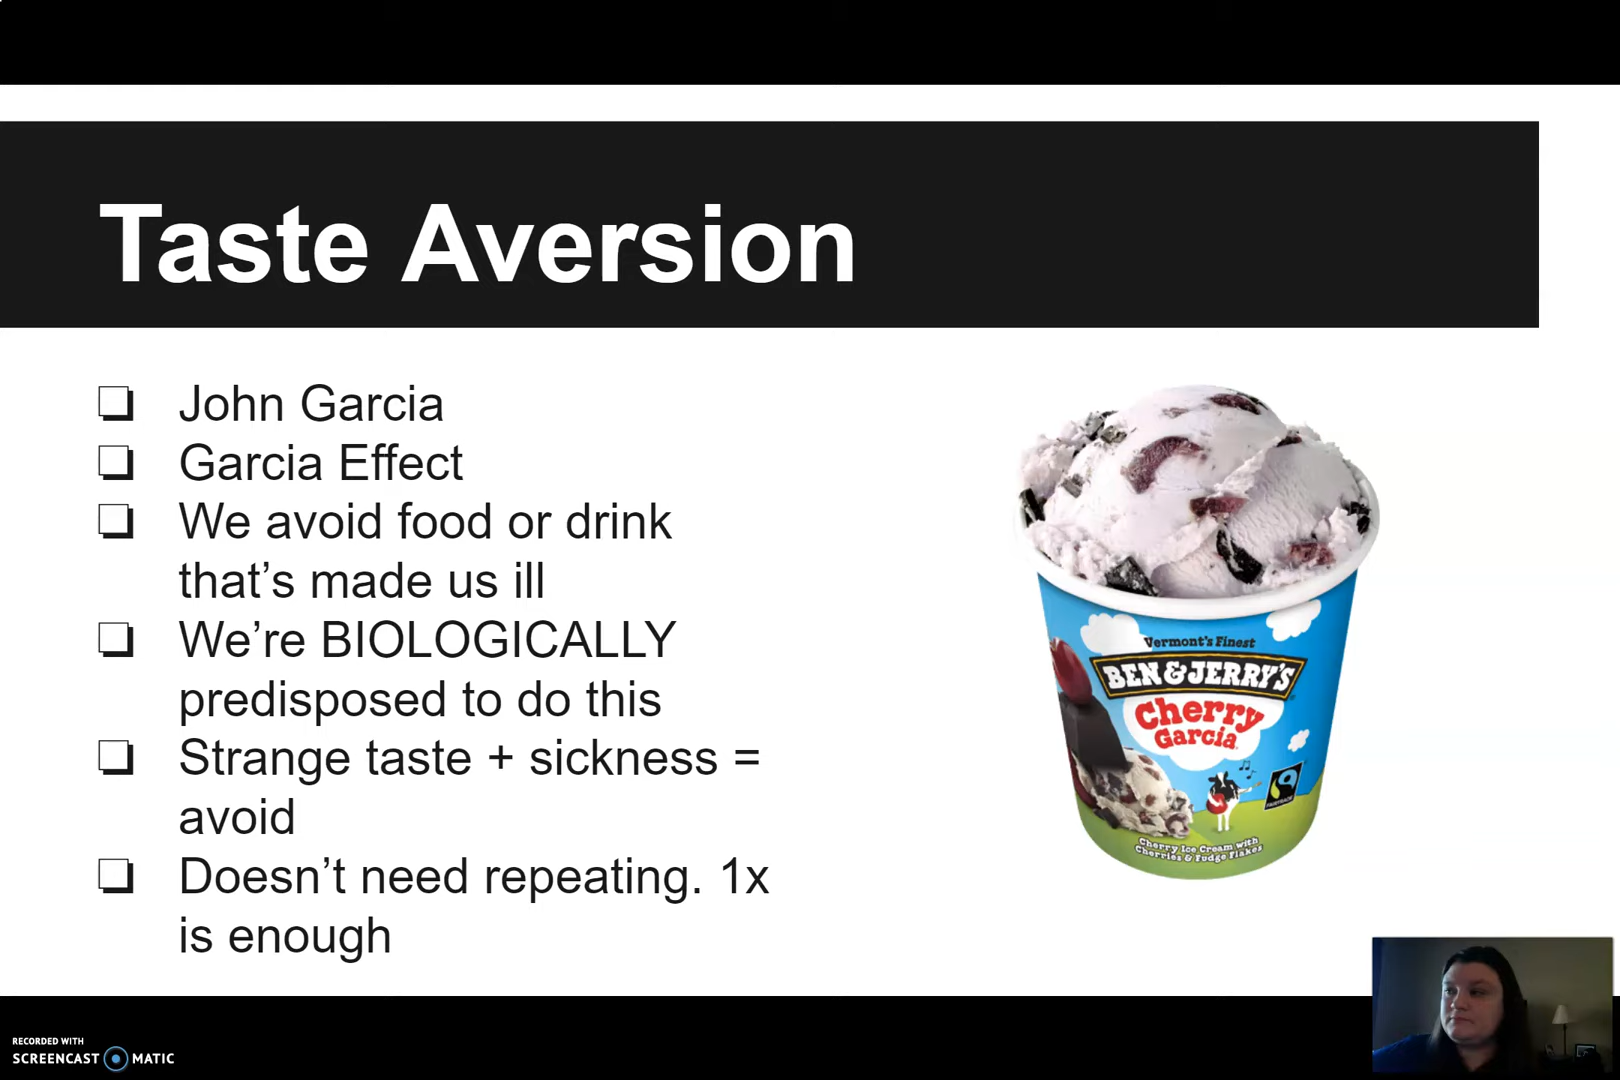 Taste Aversion
John Garcia
Garcia Effect
We avoid food or drink
that’s made us ill
We’re BIOLOGICALLY
predisposed to do this
Strange taste + sickness =
avoid
Doesn’t need repeating. 1x
is enough
Vermont's Finest
BEN & JERRY'S
Cherry
Garcia
FAIRTRADE
Cherry Ice Cream with
Cherries & Fudge Flakes
RECORDED WITH
SCREENCAST MATIC